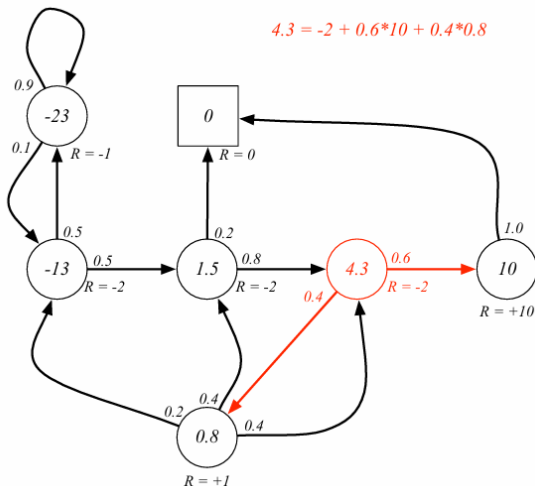 4.3 = -2 + 0.6*10 + 0.4*0.8
0.9
-23
0
0.1
R = -1
R = 0
1.0
0.5
0.2
0.5
0.8
0.6
-13
1.5
4.3
10
R = -2
R = -2
0.4
R = -2
R = +10
0.4
0.2
0.4
0.8
R = +1